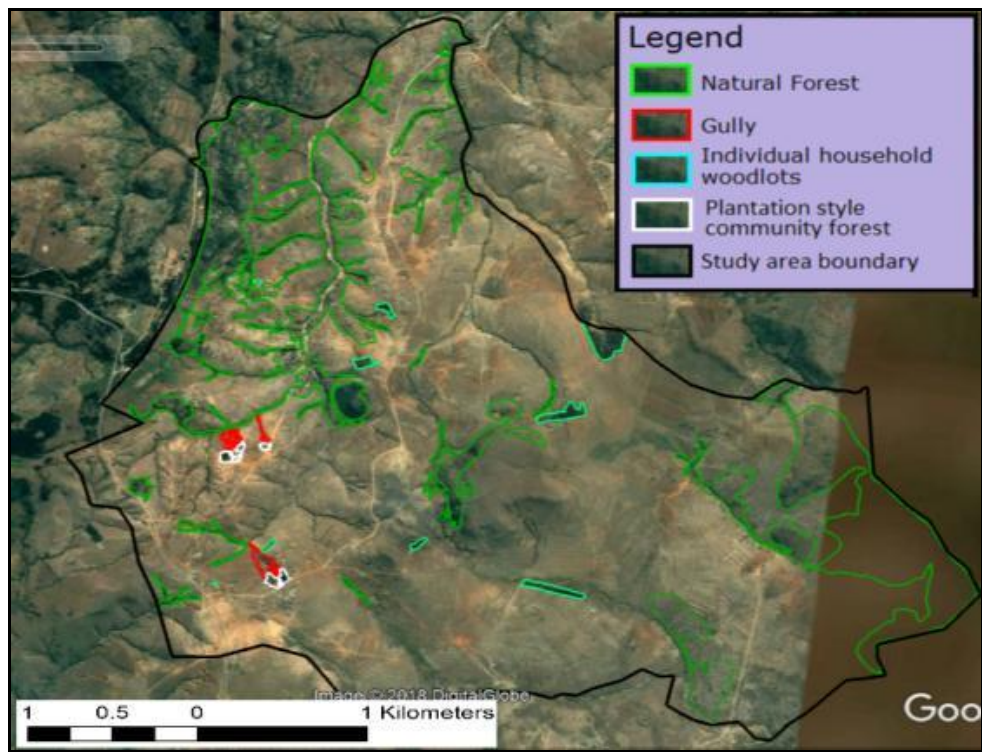 Legend
Natural Forest
Gully
Individual household
woodlots
Plantation style
community forest
Study area boundary
Image © 2018 DigitalGlobe
1 0.5 0 1 Kilometers
Goo